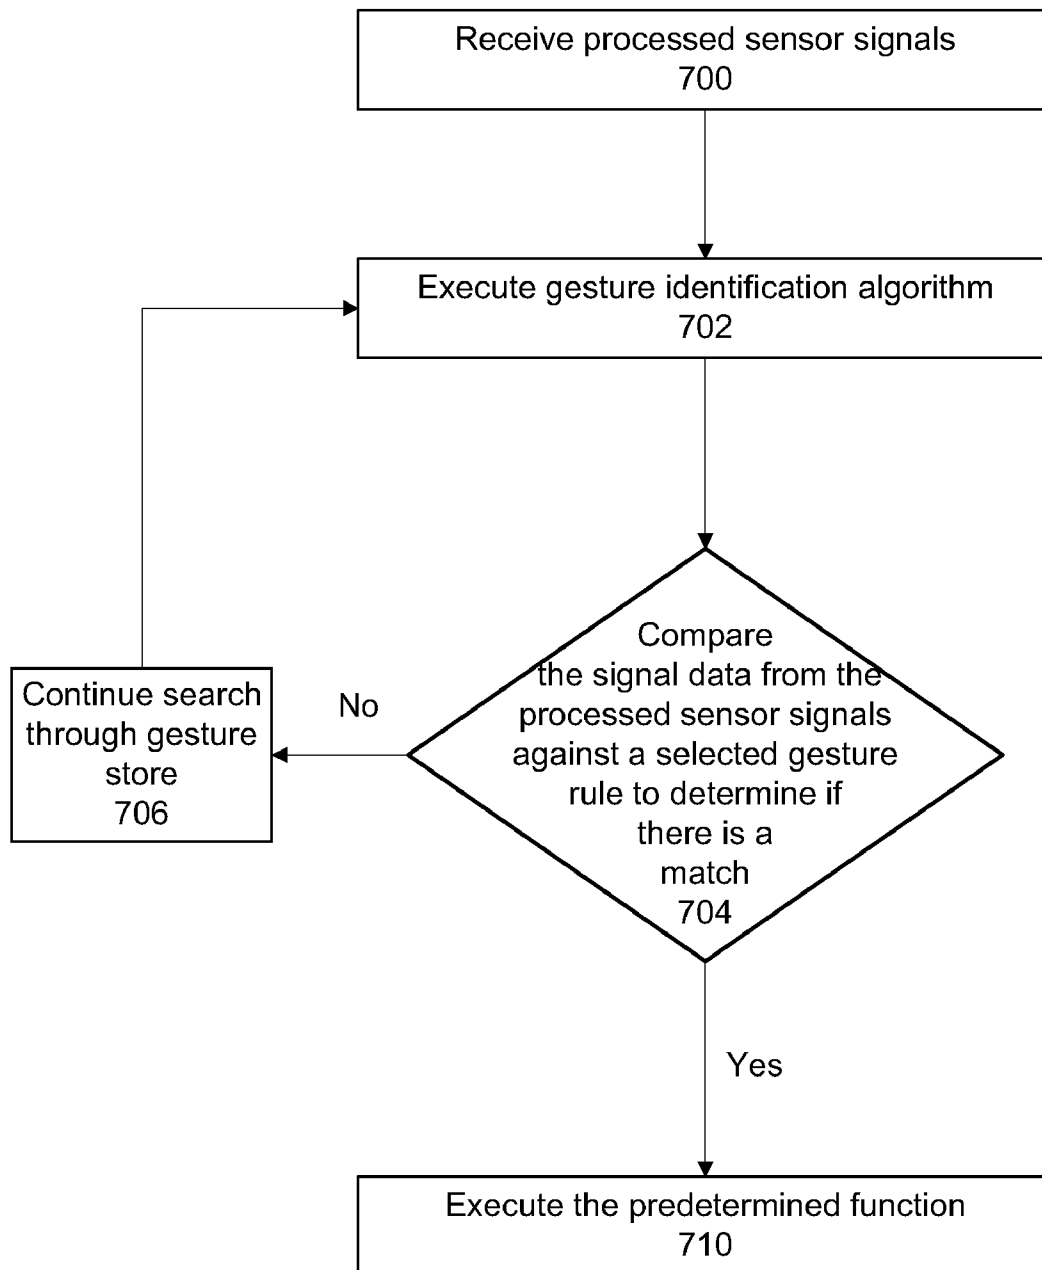 Receive processed sensor signals
700
Execute gesture identification algorithm
702
Compare
the signal data from the
processed sensor signals
against a selected gesture
rule to determine if
there is a
match
704
No
Continue search
through gesture
store
706
Yes
Execute the predetermined function
710